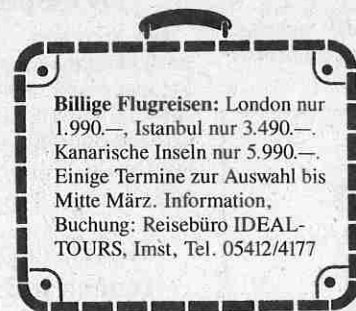 Billige Flugreisen: London nur
1.990.—, Istanbul nur 3.490.—.
Kanarische Inseln nur 5.990.—.
Einige Termine zur Auswahl bis
Mitte März. Information,
Buchung: Reisebüro IDEAL-
TOURS, Imst, Tel. 05412/4177